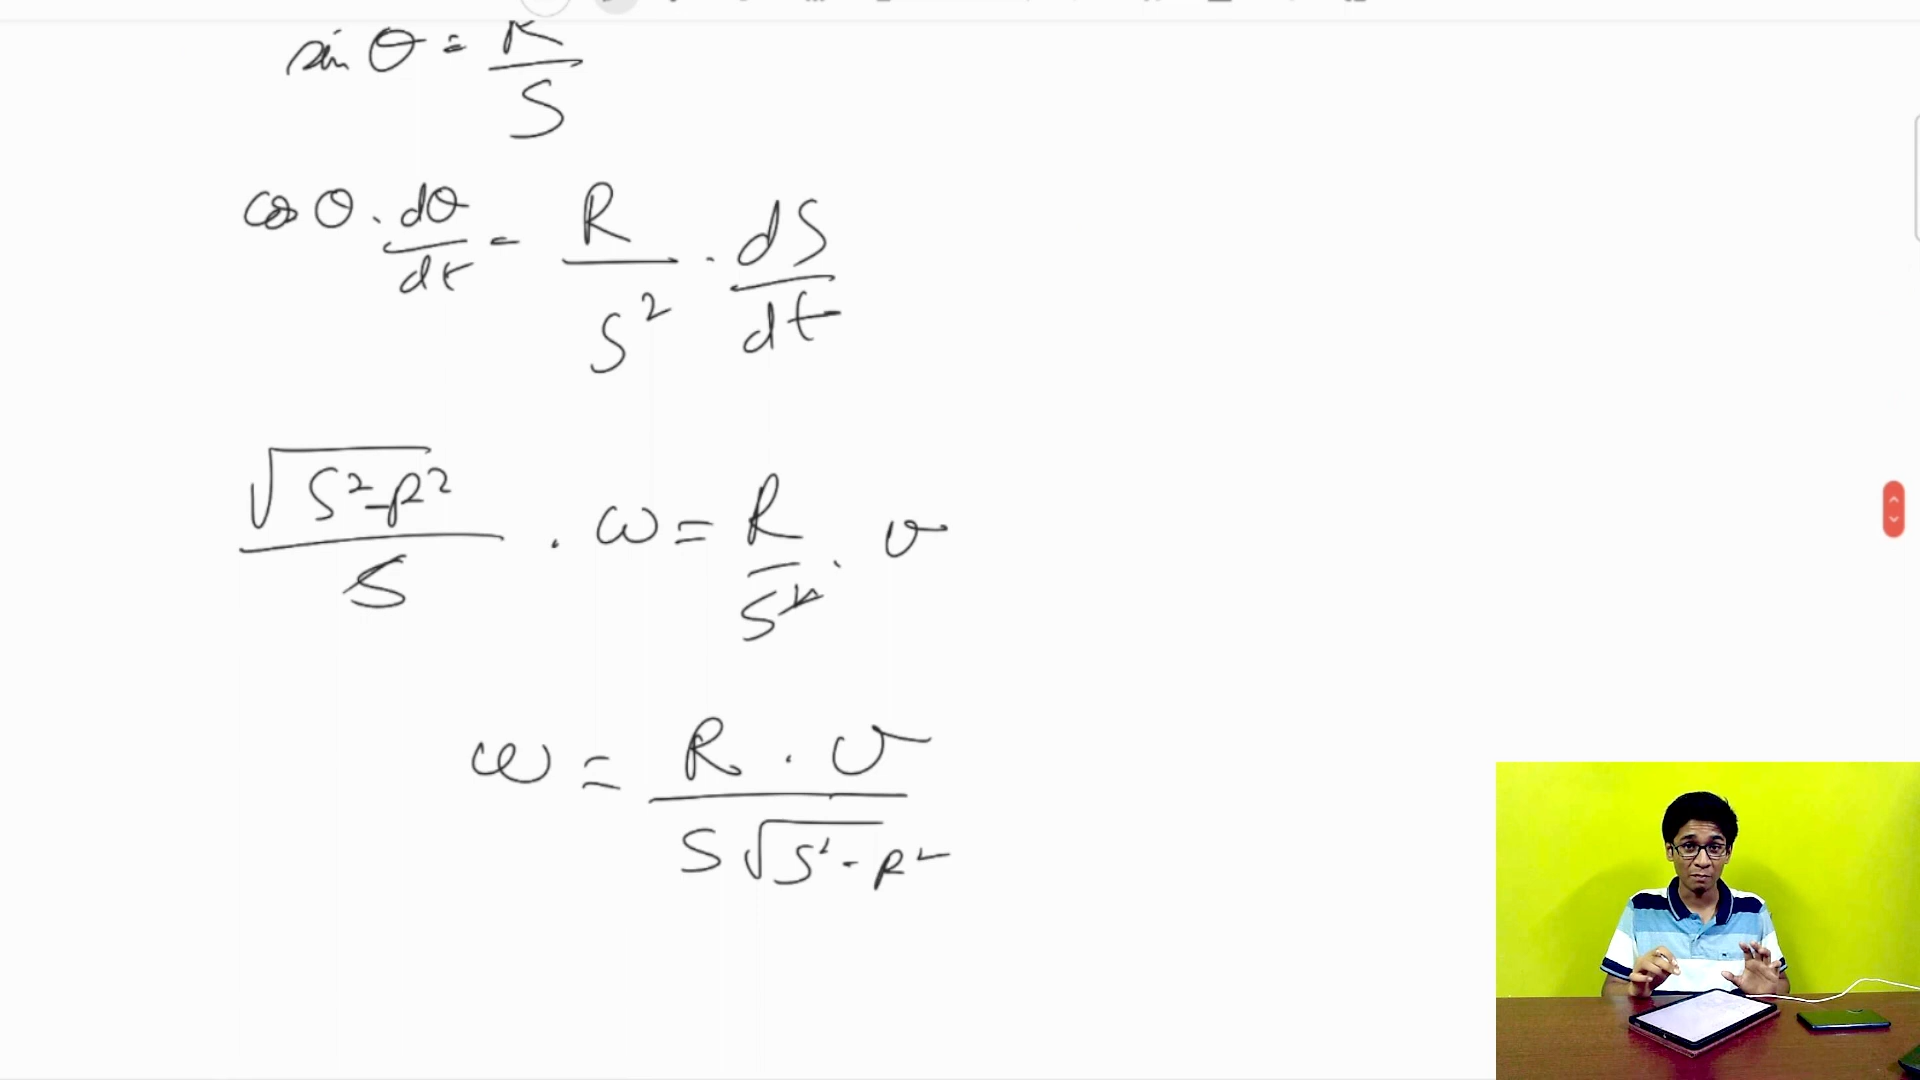 sin θ = R/S
cos θ . dθ/dt = R/S² . dS/dt
√(S²-R²)/S . ω = R/S² . v
ω = R . v / S√(S²-R²)